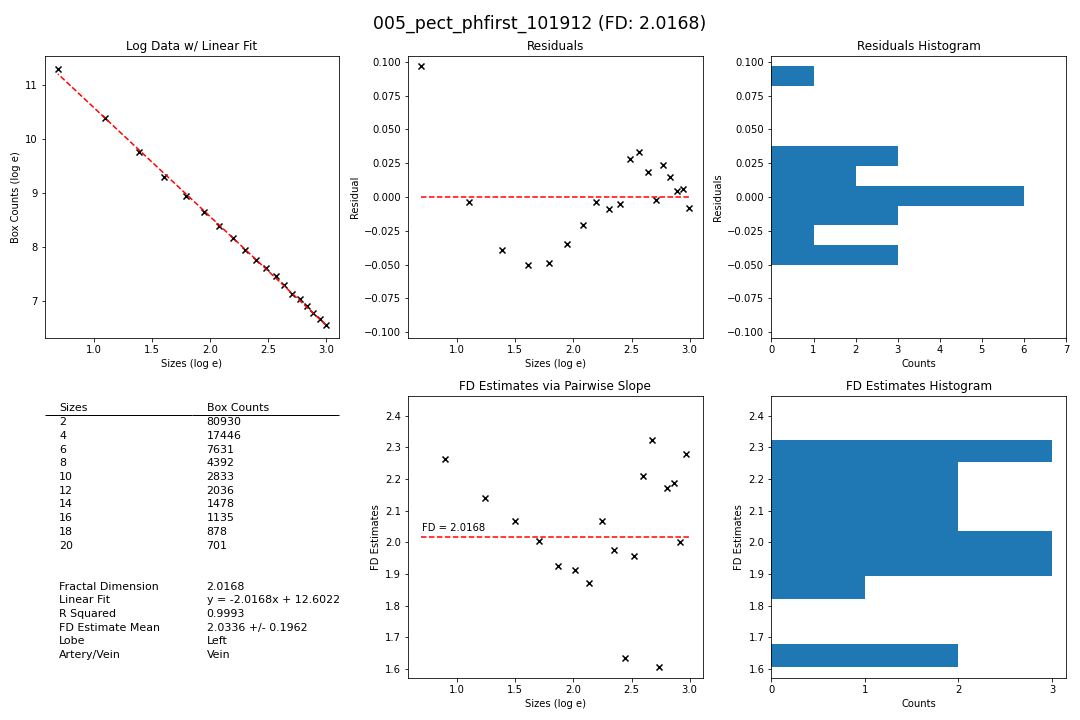 005_pect_phfirst_101912 (FD: 2.0168)
Log Data w/ Linear Fit
Box Counts (log e)
11
10
9
8
7
1.0 1.5 2.0 2.5 3.0
Sizes (log e)
Residuals
Residual
0.100
0.075
0.050
0.025
0.000
−0.025
−0.050
−0.075
−0.100
1.0 1.5 2.0 2.5 3.0
Sizes (log e)
Residuals Histogram
Residuals
0.100
0.075
0.050
0.025
0.000
−0.025
−0.050
−0.075
−0.100
0 1 2 3 4 5 6 7
Counts
Sizes Box Counts
2 80930
4 17446
6 7631
8 4392
10 2833
12 2036
14 1478
16 1135
18 878
20 701
Fractal Dimension 2.0168
Linear Fit y = -2.0168x + 12.6022
R Squared 0.9993
FD Estimate Mean 2.0336 +/- 0.1962
Lobe Left
Artery/Vein Vein
FD Estimates via Pairwise Slope
FD Estimates
2.4
2.3
2.2
2.1
2.0
1.9
1.8
1.7
1.6
FD = 2.0168
1.0 1.5 2.0 2.5 3.0
Sizes (log e)
FD Estimates Histogram
FD Estimates
2.4
2.3
2.2
2.1
2.0
1.9
1.8
1.7
1.6
0 1 2 3
Counts